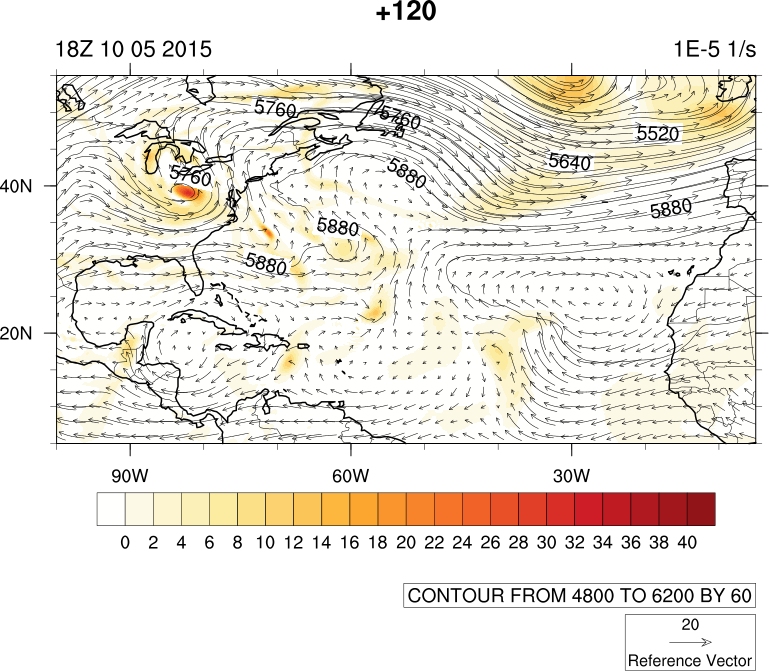 +120
18Z 10 05 2015 1E-5 1/s
5760 5760
5520
5760 5640
5880
40N
5880 5880
5880
20N
90W 60W 30W
0 2 4 6 8 10 12 14 16 18 20 22 24 26 28 30 32 34 36 38 40
CONTOUR FROM 4800 TO 6200 BY 60
20
Reference Vector